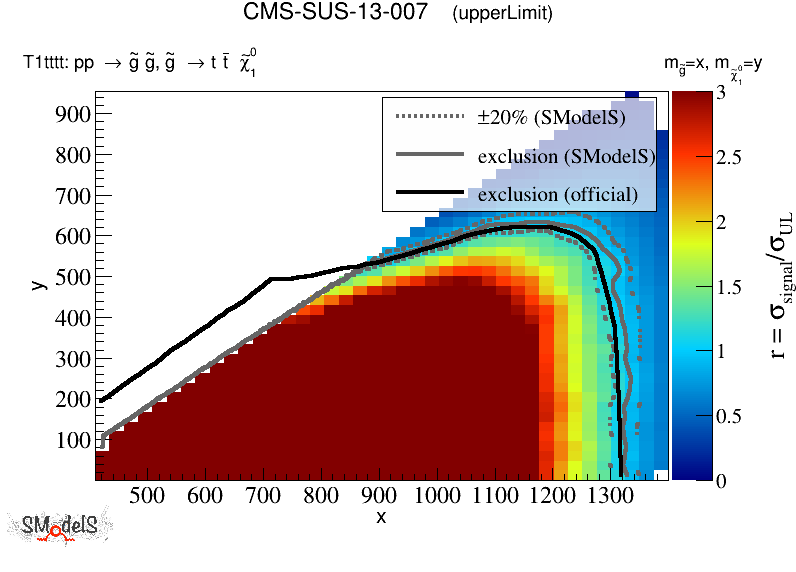 CMS-SUS-13-007 (upperLimit)
T1tttt: pp → g̃ g̃, g̃ → t t̄ χ̃₁⁰
m_g̃=x, m_χ̃₁⁰=y
±20% (SModelS)
exclusion (SModelS)
exclusion (official)
900
800
700
600
500
400
300
200
100
y
500 600 700 800 900 1000 1100 1200 1300
x
3
2.5
2
1.5
1
0.5
0
r = σ_signal/σ_UL
SModelS